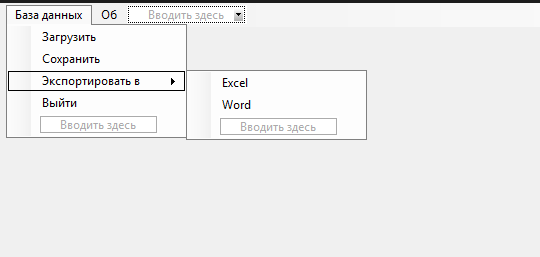 База данных Об Вводить здесь
Загрузить
Сохранить
Экспортировать в
Excel
Выйти
Word
Вводить здесь
Вводить здесь